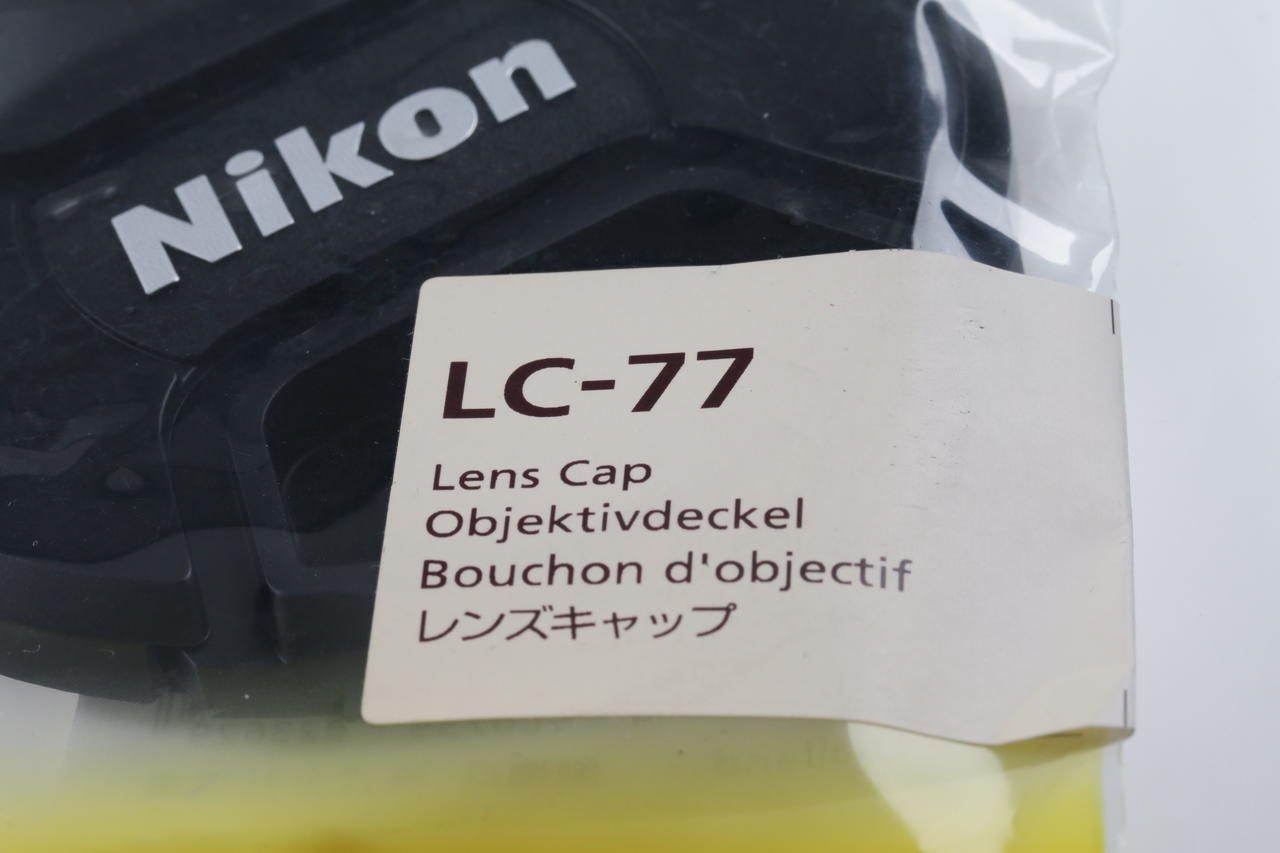 Nikon
LC-77
Lens Cap
Objektivdeckel
Bouchon d'objectif
レンズキャップ